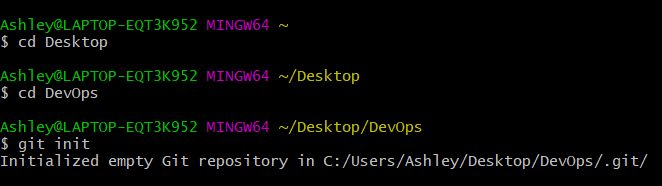 Ashley@LAPTOP-EQT3K952 MINGW64 ~
$ cd Desktop
Ashley@LAPTOP-EQT3K952 MINGW64 ~/Desktop
$ cd DevOps
Ashley@LAPTOP-EQT3K952 MINGW64 ~/Desktop/DevOps
$ git init
Initialized empty Git repository in C:/Users/Ashley/Desktop/DevOps/.git/